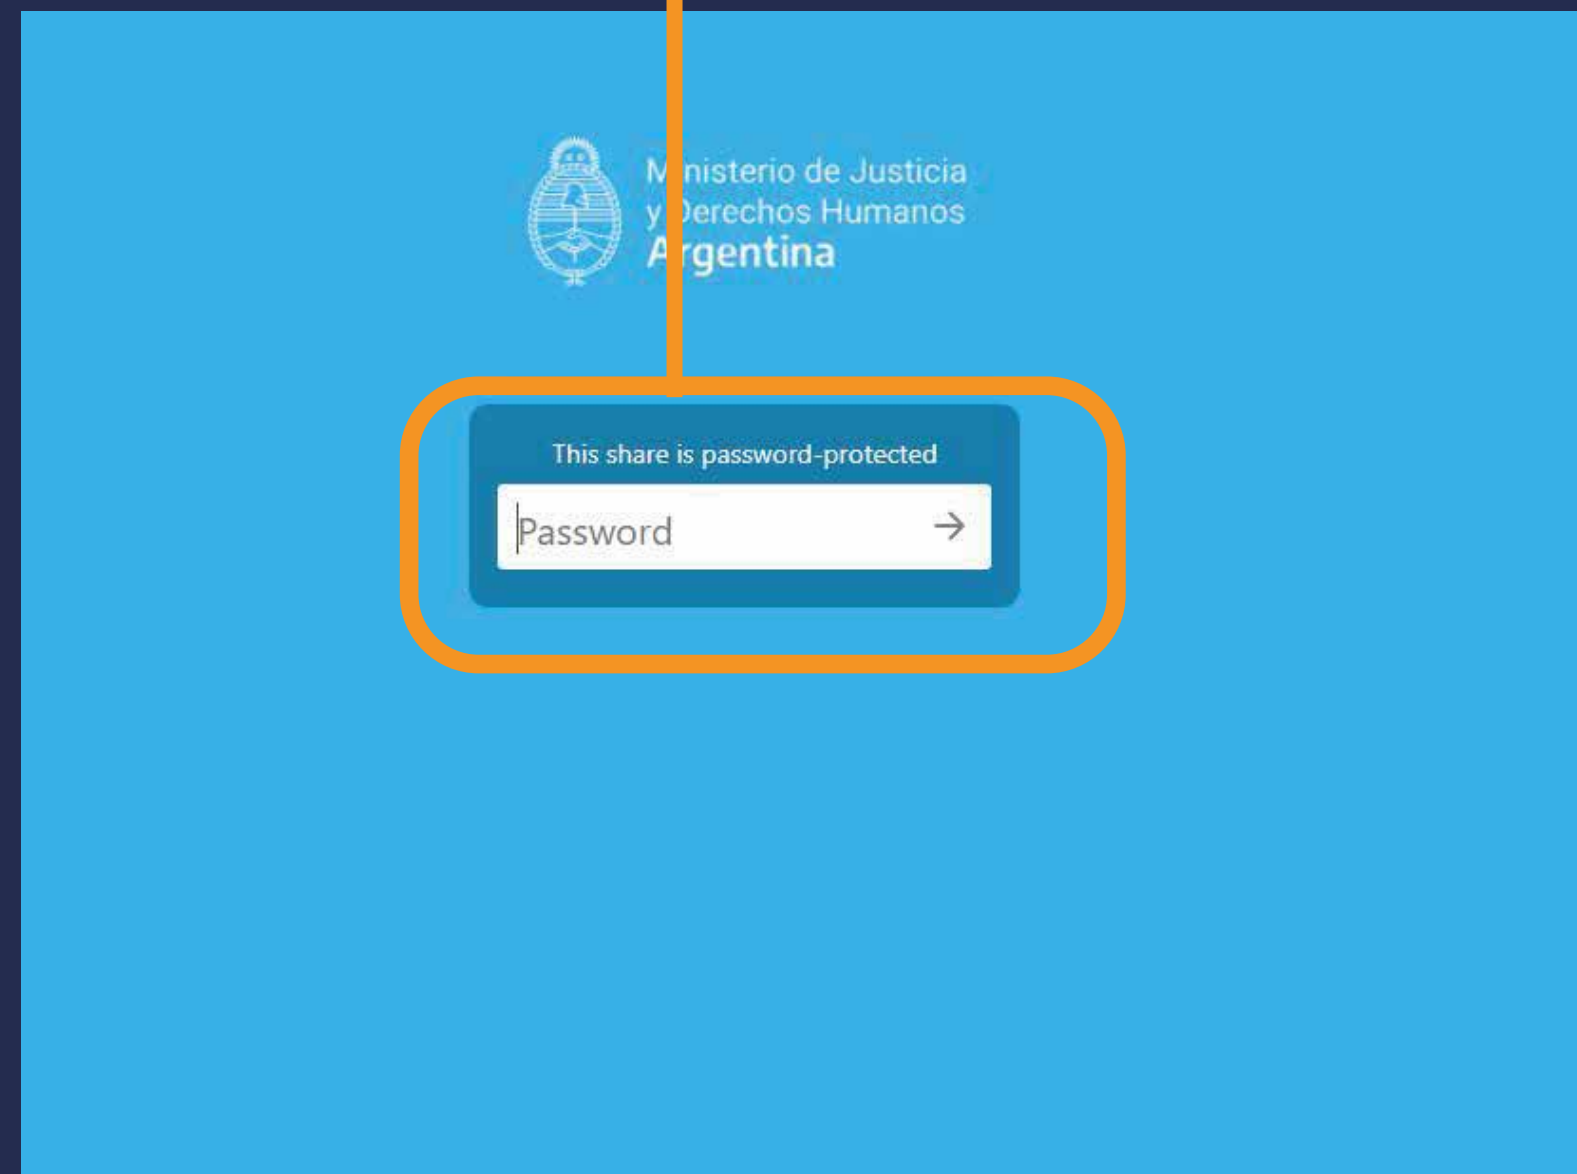 Ministerio de Justicia
y Derechos Humanos
Argentina
This share is password-protected
Password